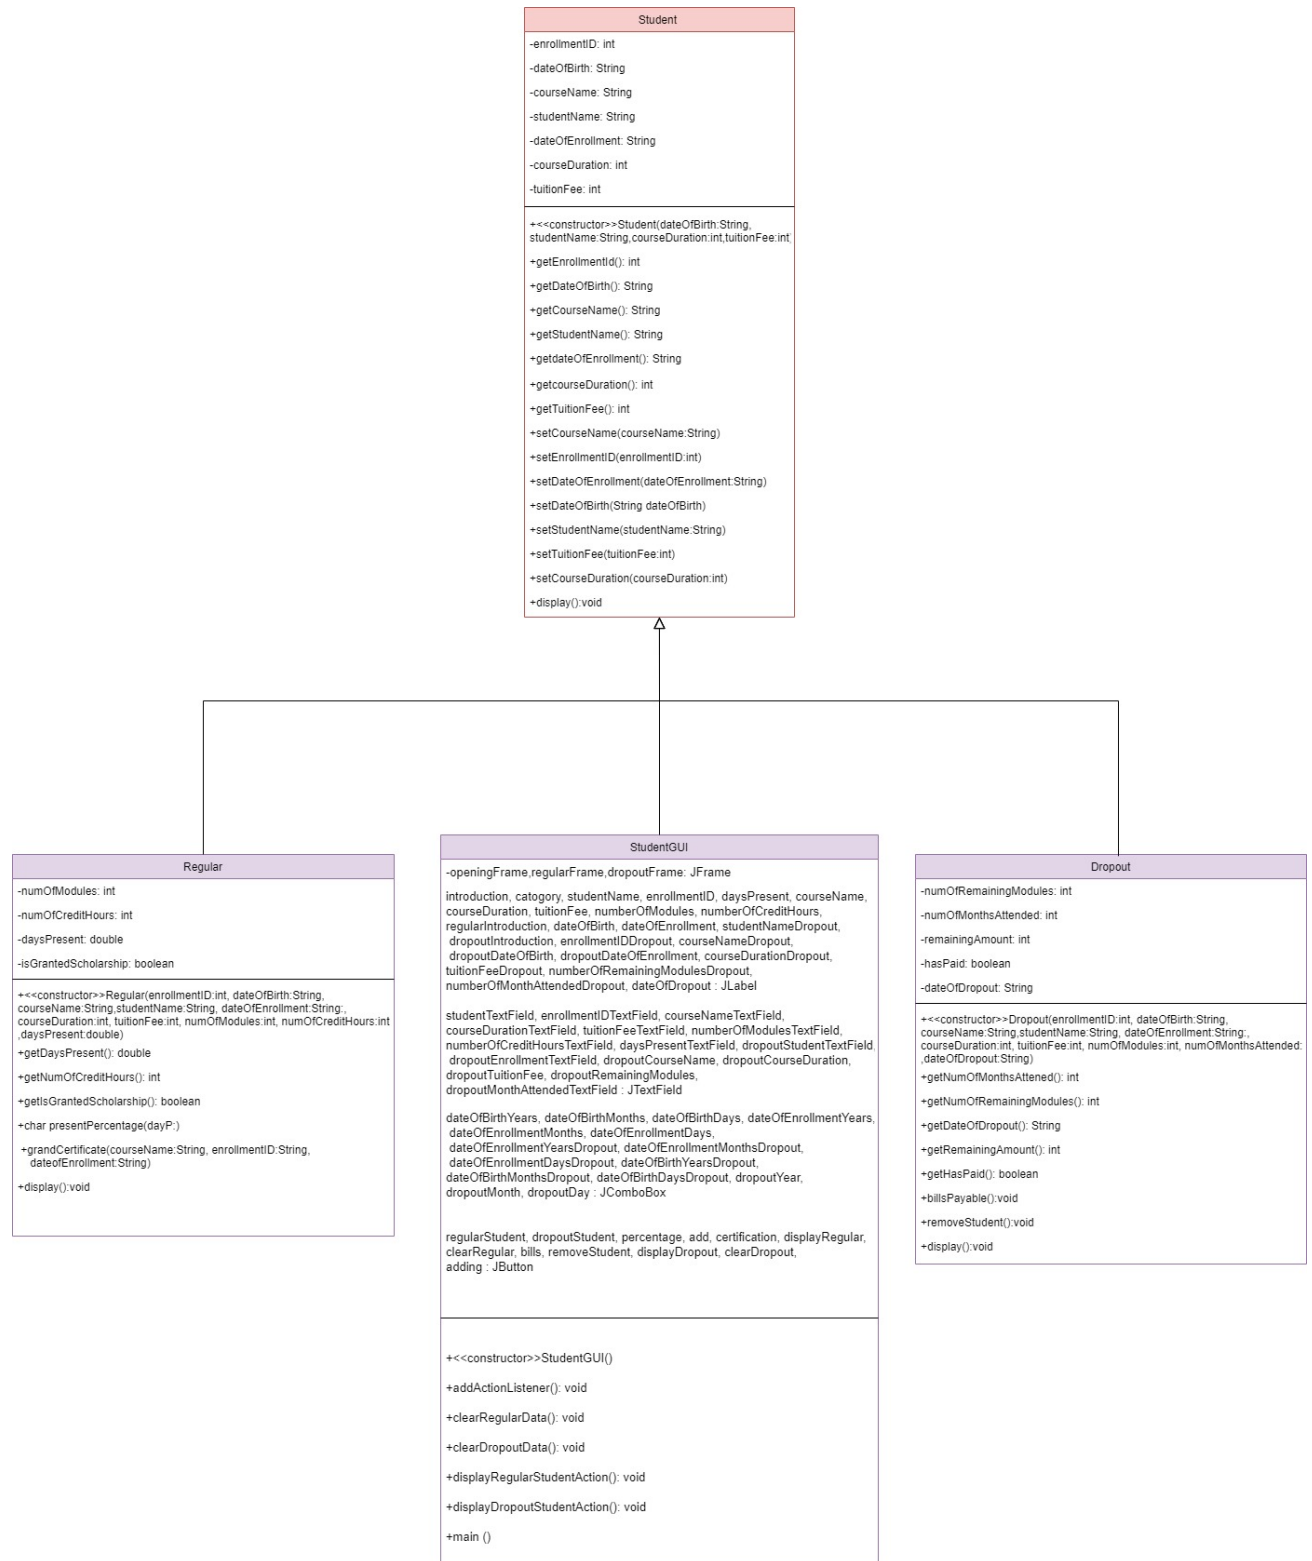 Student
-enrollmentID: int
-dateOfBirth: String
-courseName: String
-studentName: String
-dateOfEnrollment: String
-courseDuration: int
-tuitionFee: int
+<<constructor>>Student(dateOfBirth:String,
studentName:String,courseDuration:int,tuitionFee:int
+getEnrollmentId(): int
+getDateOfBirth(): String
+getCourseName(): String
+getStudentName(): String
+getdateOfEnrollment(): String
+getcourseDuration(): int
+getTuitionFee(): int
+setCourseName(courseName:String)
+setEnrollmentID(enrollmentID:int)
+setDateOfEnrollment(dateOfEnrollment:String)
+setDateOfBirth(String dateOfBirth)
+setStudentName(studentName:String)
+setTuitionFee(tuitionFee:int)
+setCourseDuration(courseDuration:int)
+display():void
Regular
-numOfModules: int
-numOfCreditHours: int
-daysPresent: double
-isGrantedScholarship: boolean
+<<constructor>>Regular(enrollmentID:int, dateOfBirth:String,
courseName:String,studentName:String, dateOfEnrollment:String:,
courseDuration:int, tuitionFee:int, numOfModules:int, numOfCreditHours:int
,daysPresent:double)
+getDaysPresent(): double
+getNumOfCreditHours(): int
+getIsGrantedScholarship(): boolean
+char presentPercentage(dayP:)
+grandCertificate(courseName:String, enrollmentID:String,
dateofEnrollment:String)
+display():void
StudentGUI
-openingFrame,regularFrame,dropoutFrame: JFrame
introduction, catogory, studentName, enrollmentID, daysPresent, courseName,
courseDuration, tuitionFee, numberOfModules, numberOfCreditHours,
regularIntroduction, dateOfBirth, dateOfEnrollment, studentNameDropout,
dropoutIntroduction, enrollmentIDDropout, courseNameDropout,
dropoutDateOfBirth, dropoutDateOfEnrollment, courseDurationDropout,
tuitionFeeDropout, numberOfRemainingModulesDropout,
numberOfMonthAttendedDropout, dateOfDropout : JLabel
studentTextField, enrollmentIDTextField, courseNameTextField,
courseDurationTextField, tuitionFeeTextField, numberOfModulesTextField,
numberOfCreditHoursTextField, daysPresentTextField, dropoutStudentTextField,
dropoutEnrollmentTextField, dropoutCourseName, dropoutCourseDuration,
dropoutTuitionFee, dropoutRemainingModules,
dropoutMonthAttendedTextField : JTextField
dateOfBirthYears, dateOfBirthMonths, dateOfBirthDays, dateOfEnrollmentYears,
dateOfEnrollmentMonths, dateOfEnrollmentDays,
dateOfEnrollmentYearsDropout, dateOfEnrollmentMonthsDropout,
dateOfEnrollmentDaysDropout, dateOfBirthYearsDropout,
dateOfBirthMonthsDropout, dateOfBirthDaysDropout, dropoutYear,
dropoutMonth, dropoutDay : JComboBox
regularStudent, dropoutStudent, percentage, add, certification, displayRegular,
clearRegular, bills, removeStudent, displayDropout, clearDropout,
adding : JButton
+<<constructor>>StudentGUI()
+addActionListener(): void
+clearRegularData(): void
+clearDropoutData(): void
+displayRegularStudentAction(): void
+displayDropoutStudentAction(): void
+main ()
Dropout
-numOfRemainingModules: int
-numOfMonthsAttended: int
-remainingAmount: int
-hasPaid: boolean
-dateOfDropout: String
+<<constructor>>Dropout(enrollmentID:int, dateOfBirth:String,
courseName:String,studentName:String, dateOfEnrollment:String:,
courseDuration:int, tuitionFee:int, numOfModules:int, numOfMonthsAttended:
,dateOfDropout:String)
+getNumOfMonthsAttened(): int
+getNumOfRemainingModules(): int
+getDateOfDropout(): String
+getRemainingAmount(): int
+getHasPaid(): boolean
+billsPayable():void
+removeStudent():void
+display():void